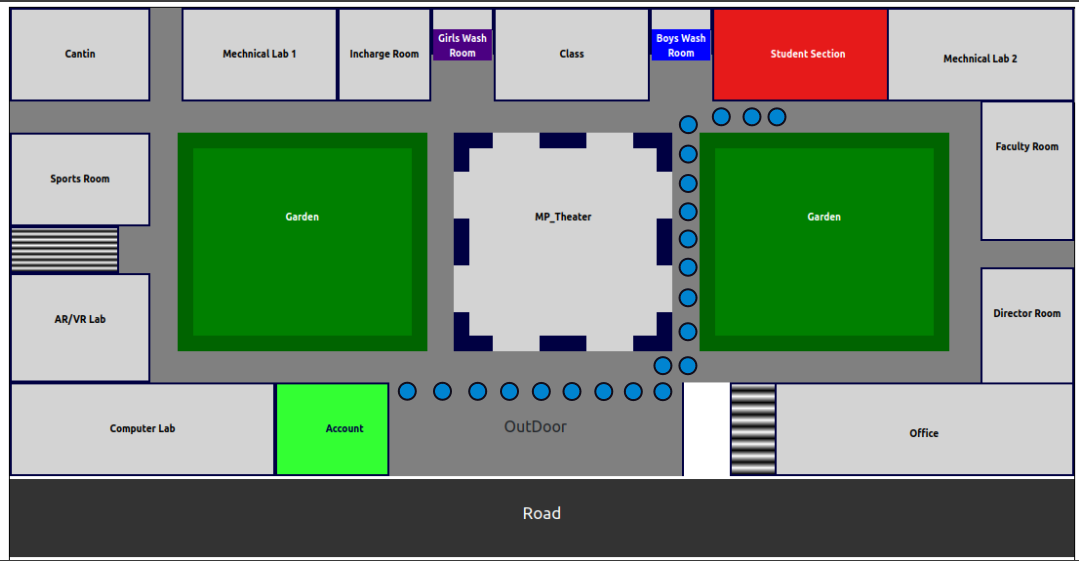 Cantin
Mechnical Lab 1
Incharge Room
Girls Wash
Room
Class
Boys Wash
Room
Student Section
Mechnical Lab 2
Faculty Room
Sports Room
Garden
MP_Theater
Garden
AR/VR Lab
Director Room
Computer Lab
Account
OutDoor
Office
Road